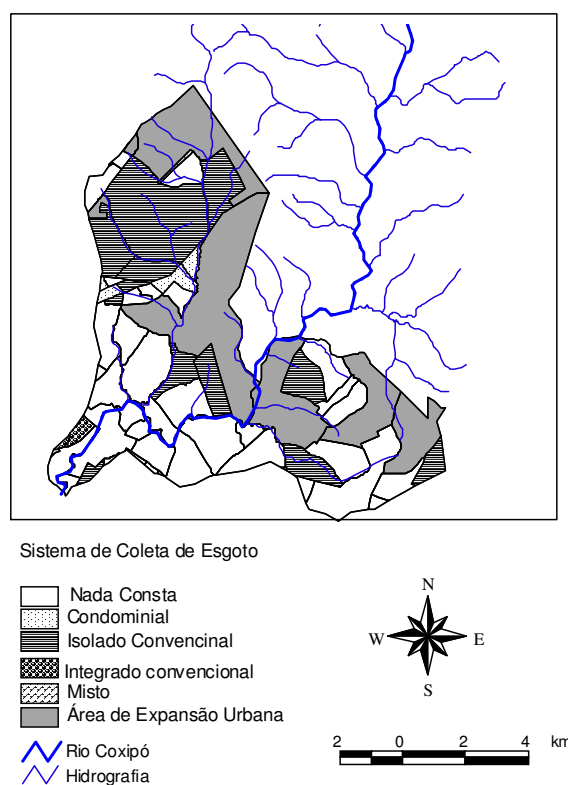 Sistema de Coleta de Esgoto
Nada Consta
Condominial
Isolado Convencinal
Integrado convencional
Misto
Área de Expansão Urbana
Rio Coxipó
Hidrografia
N
W E
S
2 0 2 4 km